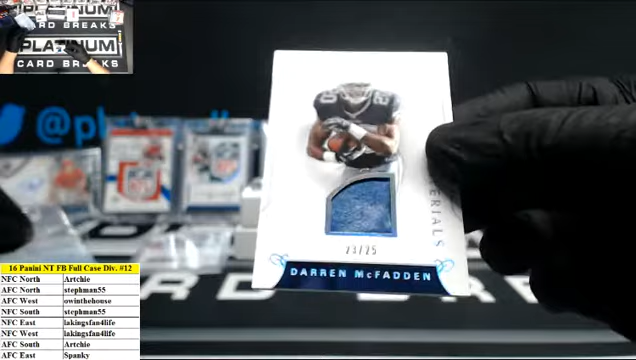 PLATINUM
CARD BREAKS
PLATINUM
CARD BREAKS
@pl
20
ERIALS
23/25
DARREN McFADDEN
16 Panini NT FB Full Case Div. #12
NFC North Artchie
AFC North stephman55
AFC West owinthehouse
NFC South stephman55
NFC East lakingsfan4life
NFC West lakingsfan4life
AFC South Artchie
AFC East Spanky